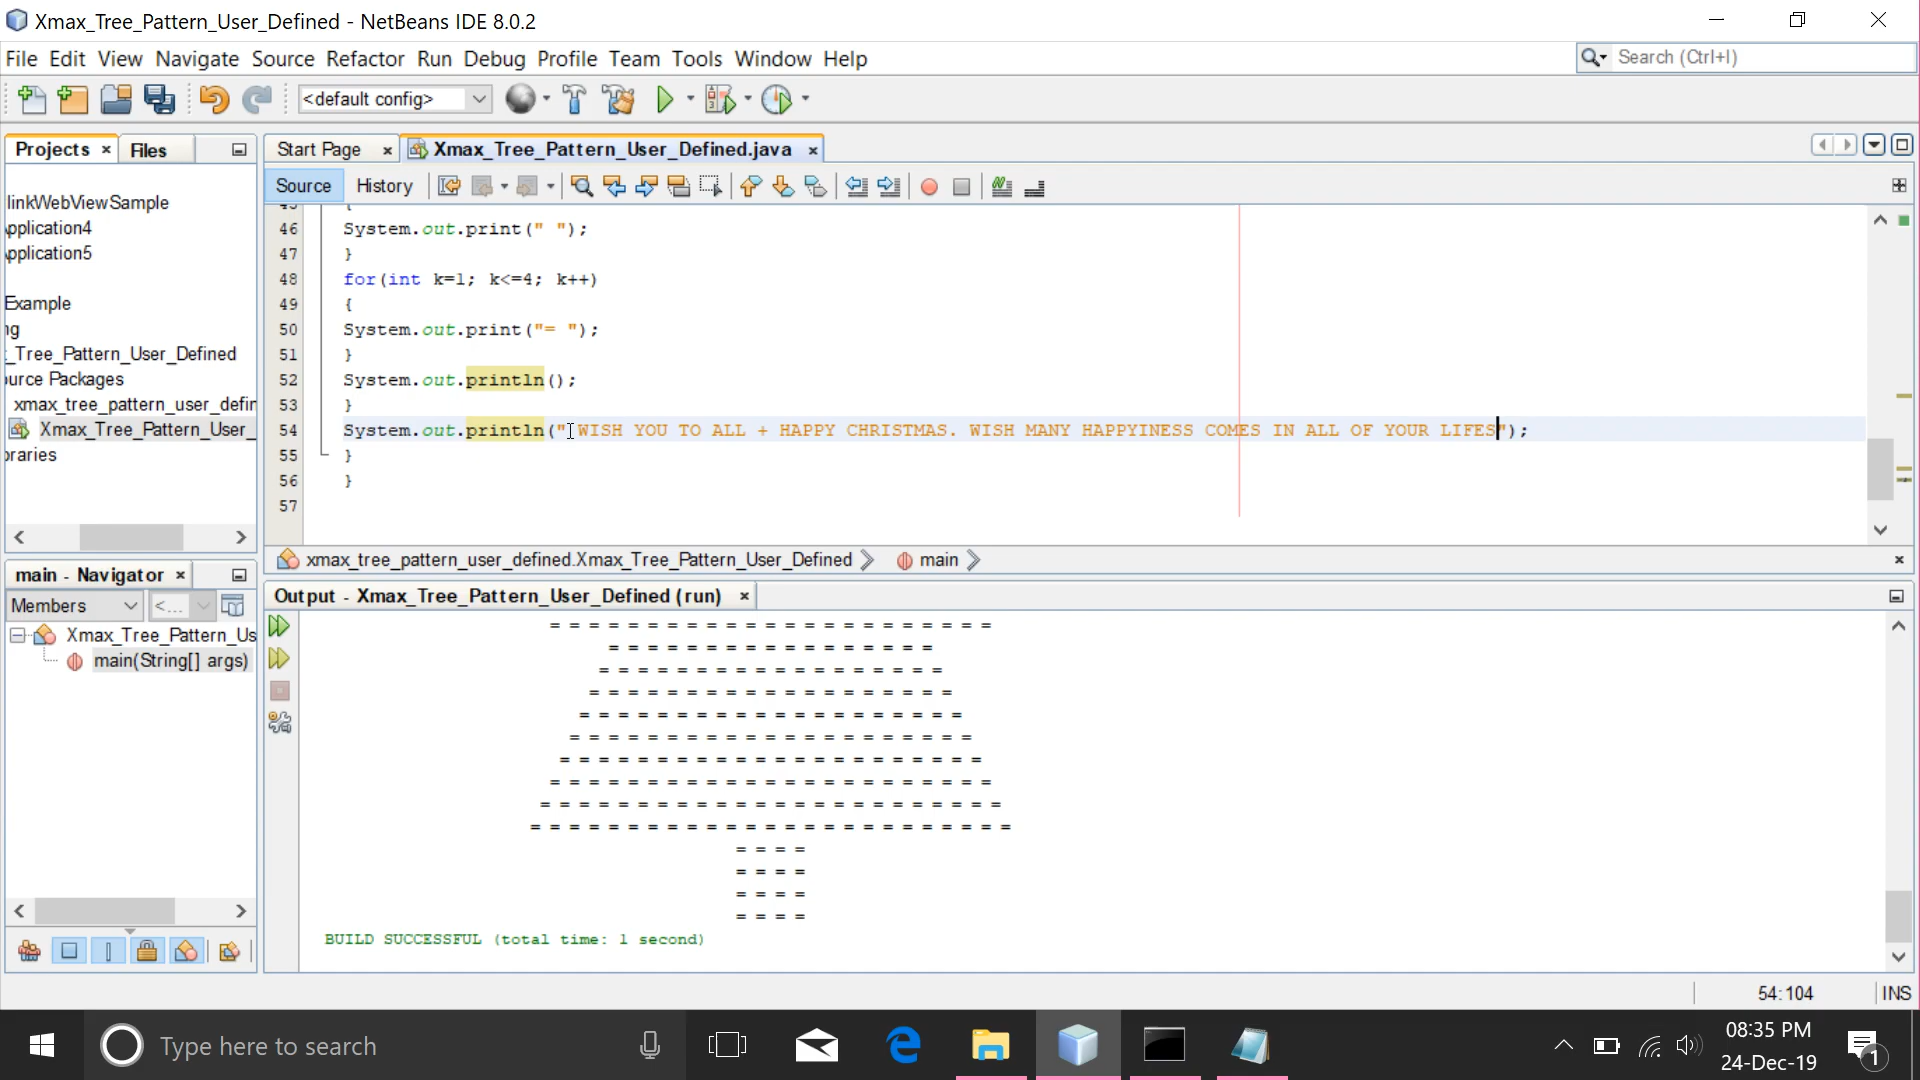 Xmax_Tree_Pattern_User_Defined - NetBeans IDE 8.0.2
File Edit View Navigate Source Refactor Run Debug Profile Team Tools Window Help
Search (Ctrl+I)
<default config>
Projects Files
Start Page Xmax_Tree_Pattern_User_Defined.java
Source History
linkWebViewSample
pplication4
pplication5
Example
ng
_Tree_Pattern_User_Defined
urce Packages
xmax_tree_pattern_user_defin
Xmax_Tree_Pattern_User_
raries
45 {
46 System.out.print(" ");
47 }
48 for(int k=1; k<=4; k++)
49 {
50 System.out.print("= ");
51 }
52 System.out.println();
53 }
54 System.out.println(" WISH YOU TO ALL + HAPPY CHRISTMAS. WISH MANY HAPPYINESS COMES IN ALL OF YOUR LIFES");
55 }
56 }
57
xmax_tree_pattern_user_defined.Xmax_Tree_Pattern_User_Defined main
main - Navigator
Members <...
Xmax_Tree_Pattern_Us
main(String[] args)
Output - Xmax_Tree_Pattern_User_Defined (run)
= = = = = = = = = = = = = = = = = = = = = = =
= = = = = = = = = = = = = = = = =
= = = = = = = = = = = = = = = = = =
= = = = = = = = = = = = = = = = = = =
= = = = = = = = = = = = = = = = = = = =
= = = = = = = = = = = = = = = = = = = = =
= = = = = = = = = = = = = = = = = = = = = =
= = = = = = = = = = = = = = = = = = = = = = =
= = = = = = = = = = = = = = = = = = = = = = = =
= = = = = = = = = = = = = = = = = = = = = = = = =
= = = =
= = = =
= = = =
= = = =
BUILD SUCCESSFUL (total time: 1 second)
54:104 INS
Type here to search
08:35 PM
24-Dec-19
1